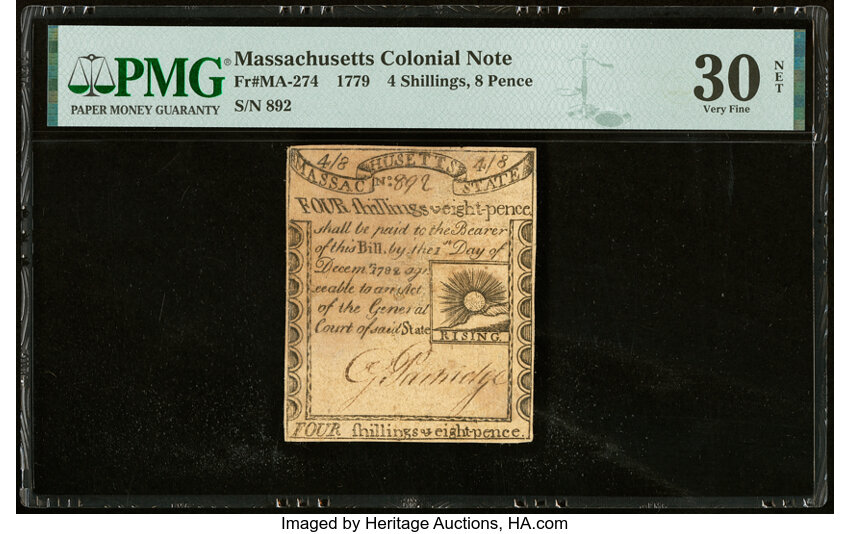 PMG®
PAPER MONEY GUARANTY
Massachusetts Colonial Note
Fr#MA-274 1779 4 Shillings, 8 Pence
S/N 892
30 NET
Very Fine
4/8 HUSETTS 4/8
MASSAC No: 892 STATE
FOUR shillings & eight-pence
shall be paid to the Bearer
of this Bill, by the 1st Day of
Decemr. 1782 agr
eeable to an Act
of the General
Court of said State
RISING.
G Partridge
FOUR shillings & eight-pence.
Imaged by Heritage Auctions, HA.com